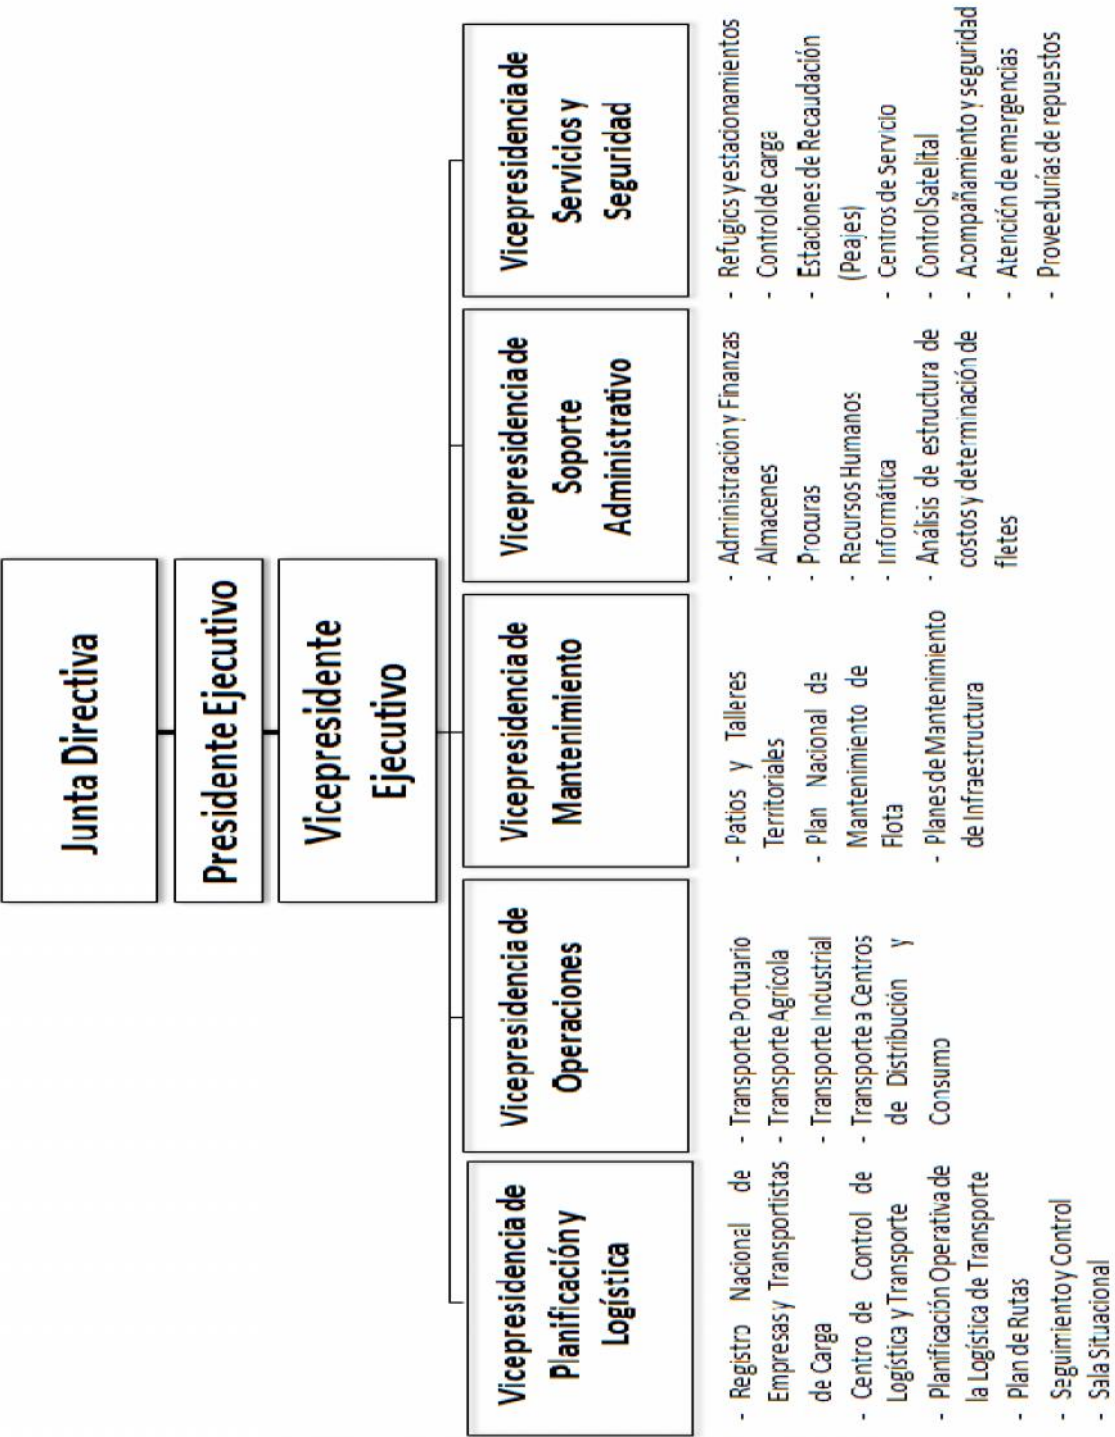 Junta Directiva
Presidente Ejecutivo
Vicepresidente
Ejecutivo
Vicepresidencia de
Planificación y
Logística
- Registro Nacional de
Empresas y Transportistas
de Carga
- Centro de Control de
Logística y Transporte
- Planificación Operativa de
la Logística de Transporte
- Plan de Rutas
- Seguimiento y Control
- Sala Situacional
Vicepresidencia de
Operaciones
- Transporte Portuario
- Transporte Agrícola
- Transporte Industrial
- Transporte a Centros
de Distribución y
Consumo
Vicepresidencia de
Mantenimiento
- Patios y Talleres
Territoriales
- Plan Nacional de
Mantenimiento de
Flota
- Planes de Mantenimiento
de Infraestructura
Vicepresidencia de
Soporte
Administrativo
- Administración y Finanzas
- Almacenes
- Procuras
- Recursos Humanos
- Informática
- Análisis de estructura de
costos y determinación de
fletes
Vicepresidencia de
Servicios y
Seguridad
- Refugios y estacionamientos
- Control de carga
- Estaciones de Recaudación
(Peajes)
- Centros de Servicio
- Control Satelital
- Acompañamiento y seguridad
- Atención de emergencias
- Proveedurías de repuestos